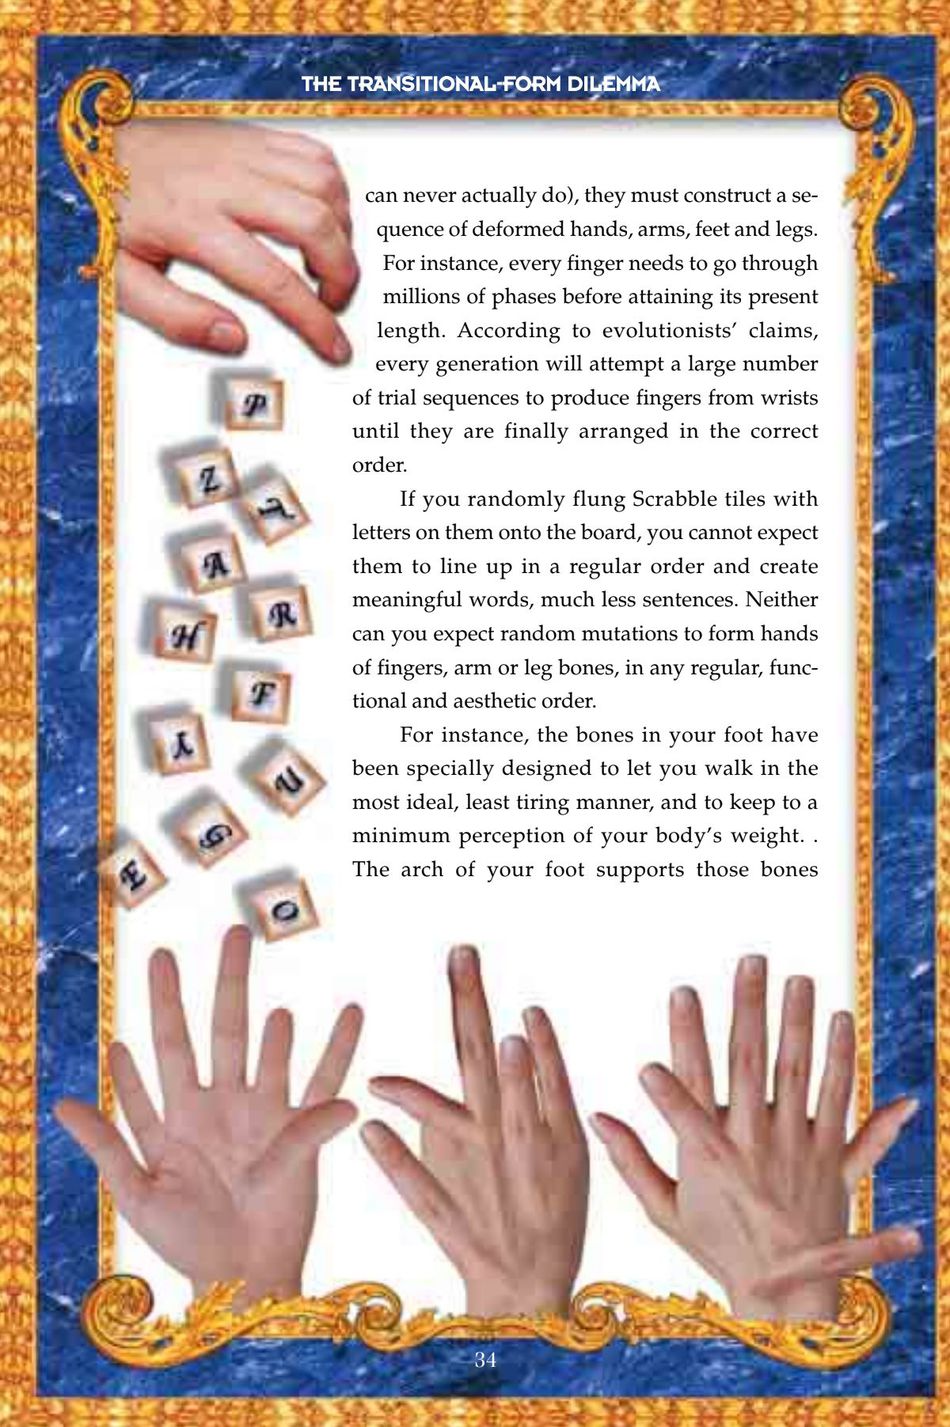 THE TRANSITIONAL-FORM DILEMMA
can never actually do), they must construct a se-
quence of deformed hands, arms, feet and legs.
For instance, every finger needs to go through
millions of phases before attaining its present
length. According to evolutionists’ claims,
every generation will attempt a large number
of trial sequences to produce fingers from wrists
until they are finally arranged in the correct
order.
If you randomly flung Scrabble tiles with
letters on them onto the board, you cannot expect
them to line up in a regular order and create
meaningful words, much less sentences. Neither
can you expect random mutations to form hands
of fingers, arm or leg bones, in any regular, func-
tional and aesthetic order.
For instance, the bones in your foot have
been specially designed to let you walk in the
most ideal, least tiring manner, and to keep to a
minimum perception of your body’s weight. .
The arch of your foot supports those bones
P
Z
T
A
R
H
F
Y
U
G
E
O
34